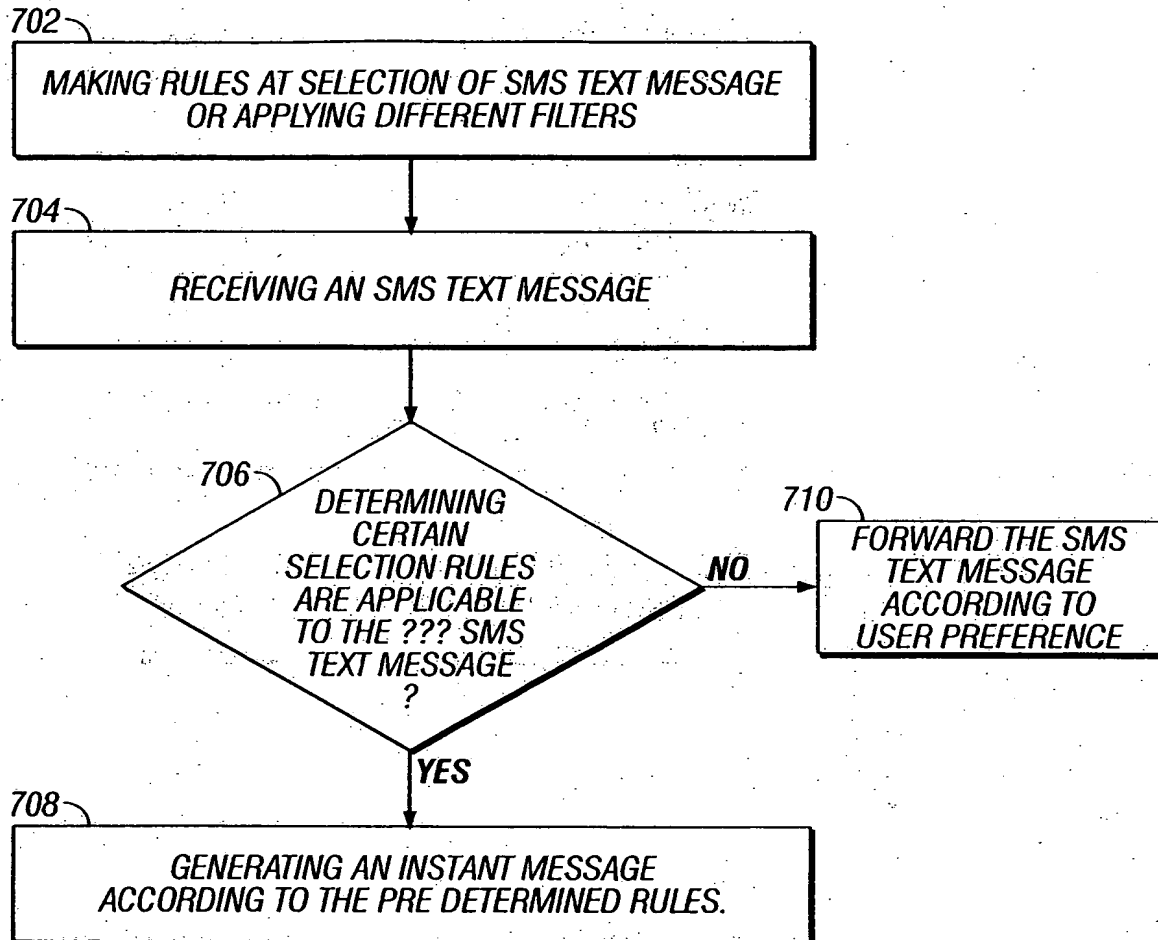 702
MAKING RULES AT SELECTION OF SMS TEXT MESSAGE
OR APPLYING DIFFERENT FILTERS
704
RECEIVING AN SMS TEXT MESSAGE
706
DETERMINING
CERTAIN
SELECTION RULES
ARE APPLICABLE
TO THE ??? SMS
TEXT MESSAGE
?
NO
710
FORWARD THE SMS
TEXT MESSAGE
ACCORDING TO
USER PREFERENCE
YES
708
GENERATING AN INSTANT MESSAGE
ACCORDING TO THE PRE DETERMINED RULES.